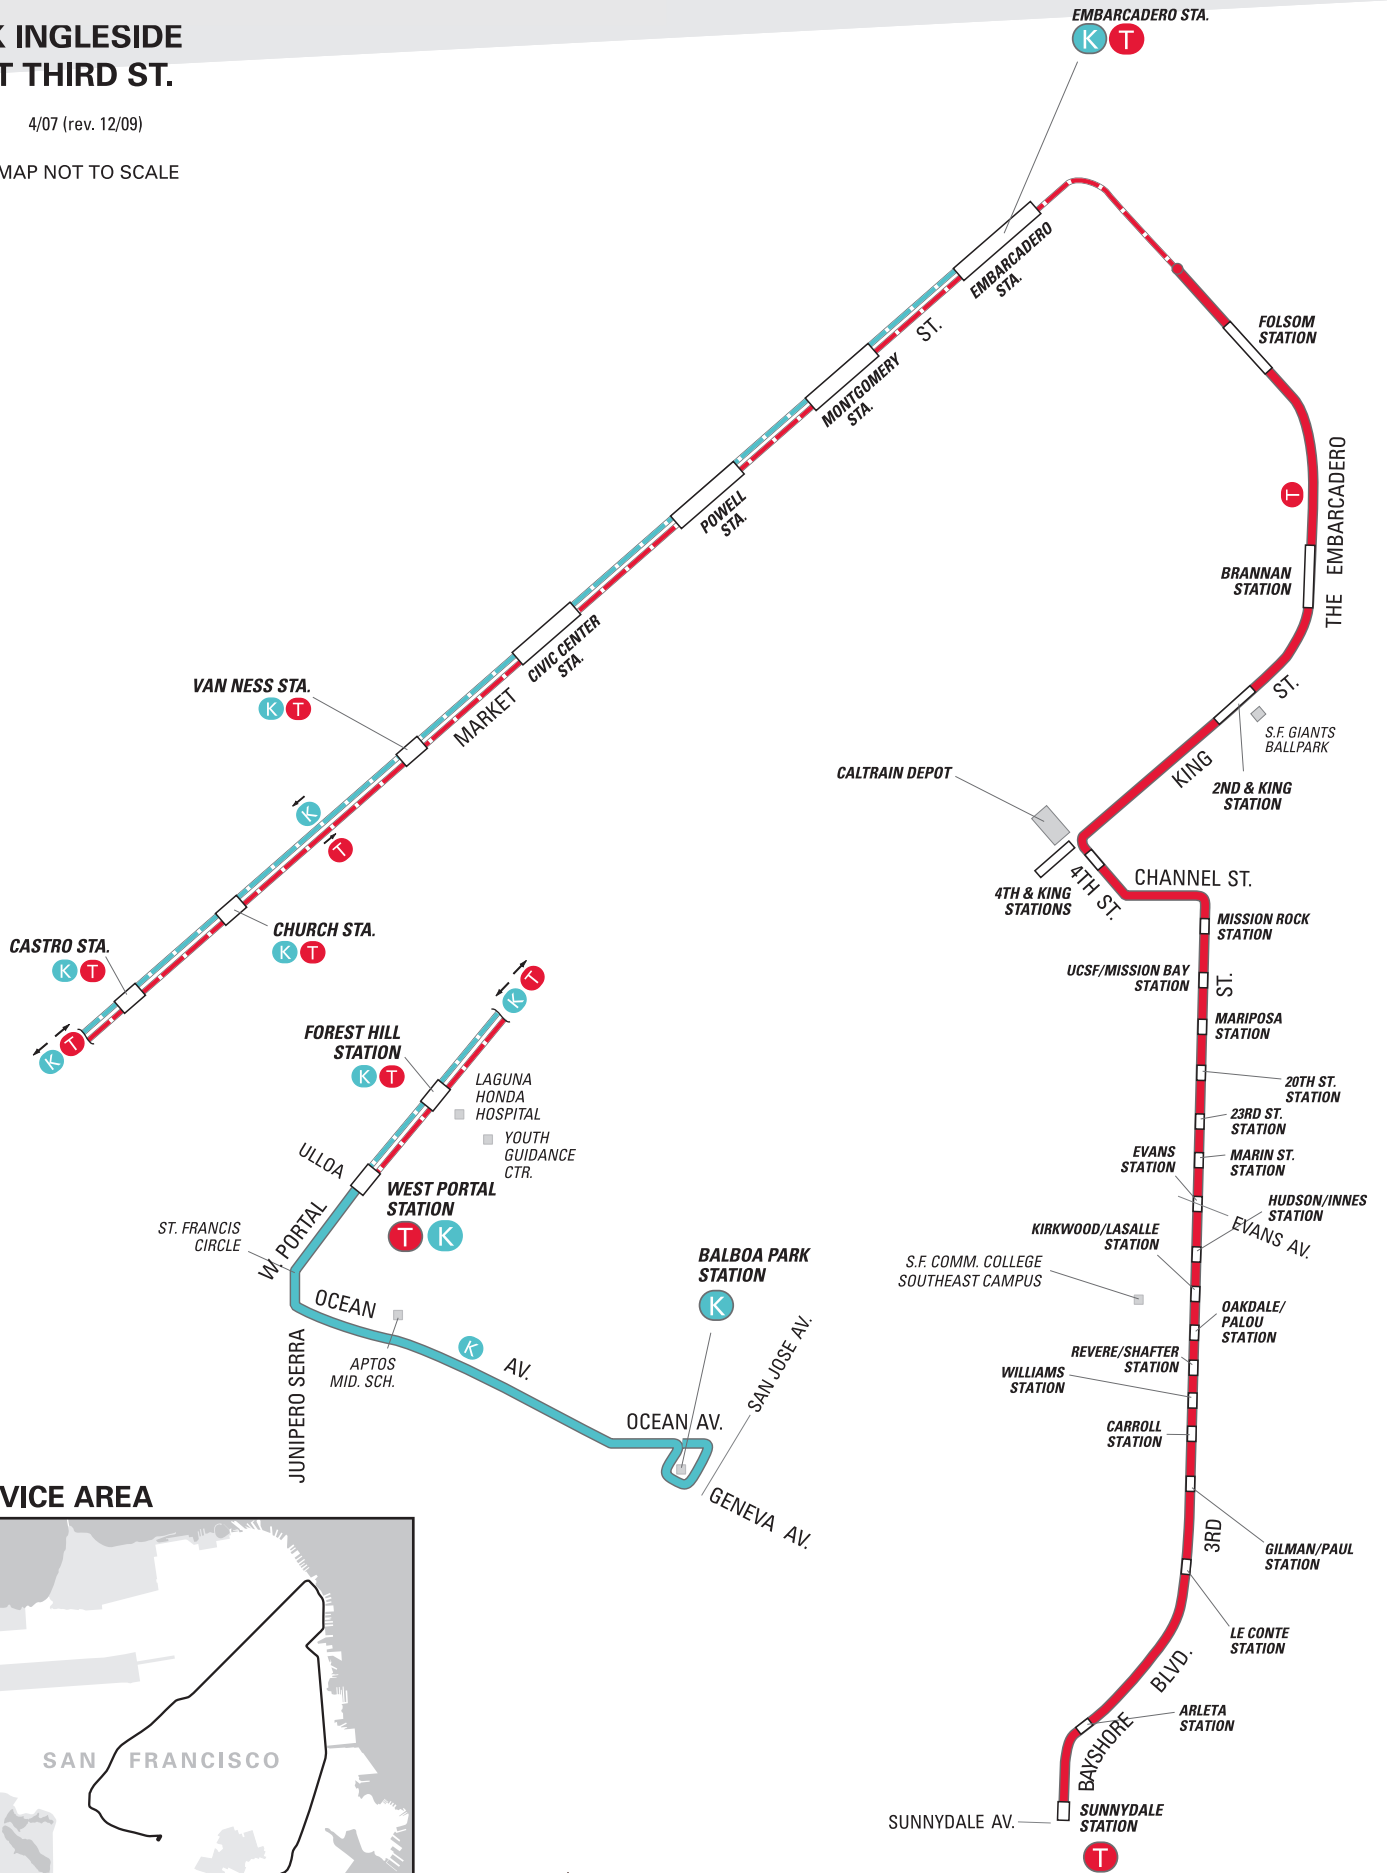 K INGLESIDE
T THIRD ST.
4/07 (rev. 12/09)
MAP NOT TO SCALE
EMBARCADERO STA.
K T
EMBARCADERO
STA.
FOLSOM
STATION
ST.
MONTGOMERY
STA.
THE EMBARCADERO
T
POWELL
STA.
BRANNAN
STATION
CIVIC CENTER
STA.
VAN NESS STA.
K T
MARKET
ST.
S.F. GIANTS
BALLPARK
KING
2ND & KING
STATION
CALTRAIN DEPOT
K
T
4TH & KING
STATIONS
4TH ST.
CHANNEL ST.
CHURCH STA.
K T
CASTRO STA.
K T
K T
MISSION ROCK
STATION
UCSF/MISSION BAY
STATION
ST.
MARIPOSA
STATION
K T
FOREST HILL
STATION
K T
LAGUNA
HONDA
HOSPITAL
YOUTH
GUIDANCE
CTR.
20TH ST.
STATION
23RD ST.
STATION
EVANS
STATION
MARIN ST.
STATION
ULLOA
WEST PORTAL
STATION
T K
HUDSON/INNES
STATION
EVANS AV.
KIRKWOOD/LASALLE
STATION
ST. FRANCIS
CIRCLE
W. PORTAL
S.F. COMM. COLLEGE
SOUTHEAST CAMPUS
BALBOA PARK
STATION
K
OCEAN
OAKDALE/
PALOU
STATION
JUNIPERO SERRA
APTOS
MID. SCH.
K
AV.
SAN JOSE AV.
REVERE/SHAFTER
STATION
WILLIAMS
STATION
OCEAN AV.
CARROLL
STATION
GENEVA AV.
3RD
GILMAN/PAUL
STATION
LE CONTE
STATION
BLVD.
ARLETA
STATION
BAYSHORE
SUNNYDALE AV.
SUNNYDALE
STATION
T
VICE AREA
SAN FRANCISCO